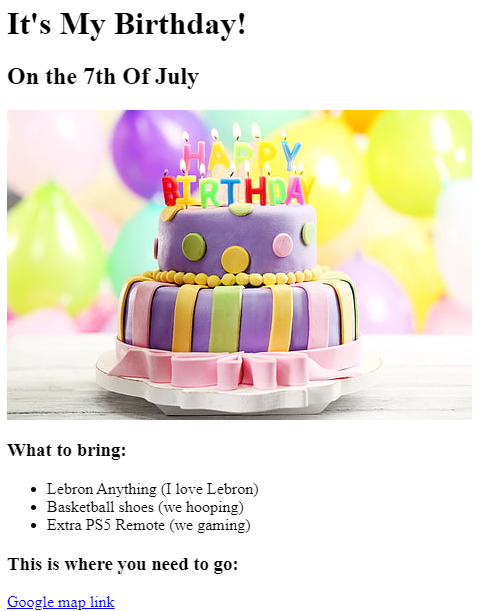 It's My Birthday!
On the 7th Of July
HAPPY
BIRTHDAY
What to bring:
Lebron Anything (I love Lebron)
Basketball shoes (we hooping)
Extra PS5 Remote (we gaming)
This is where you need to go:
Google map link